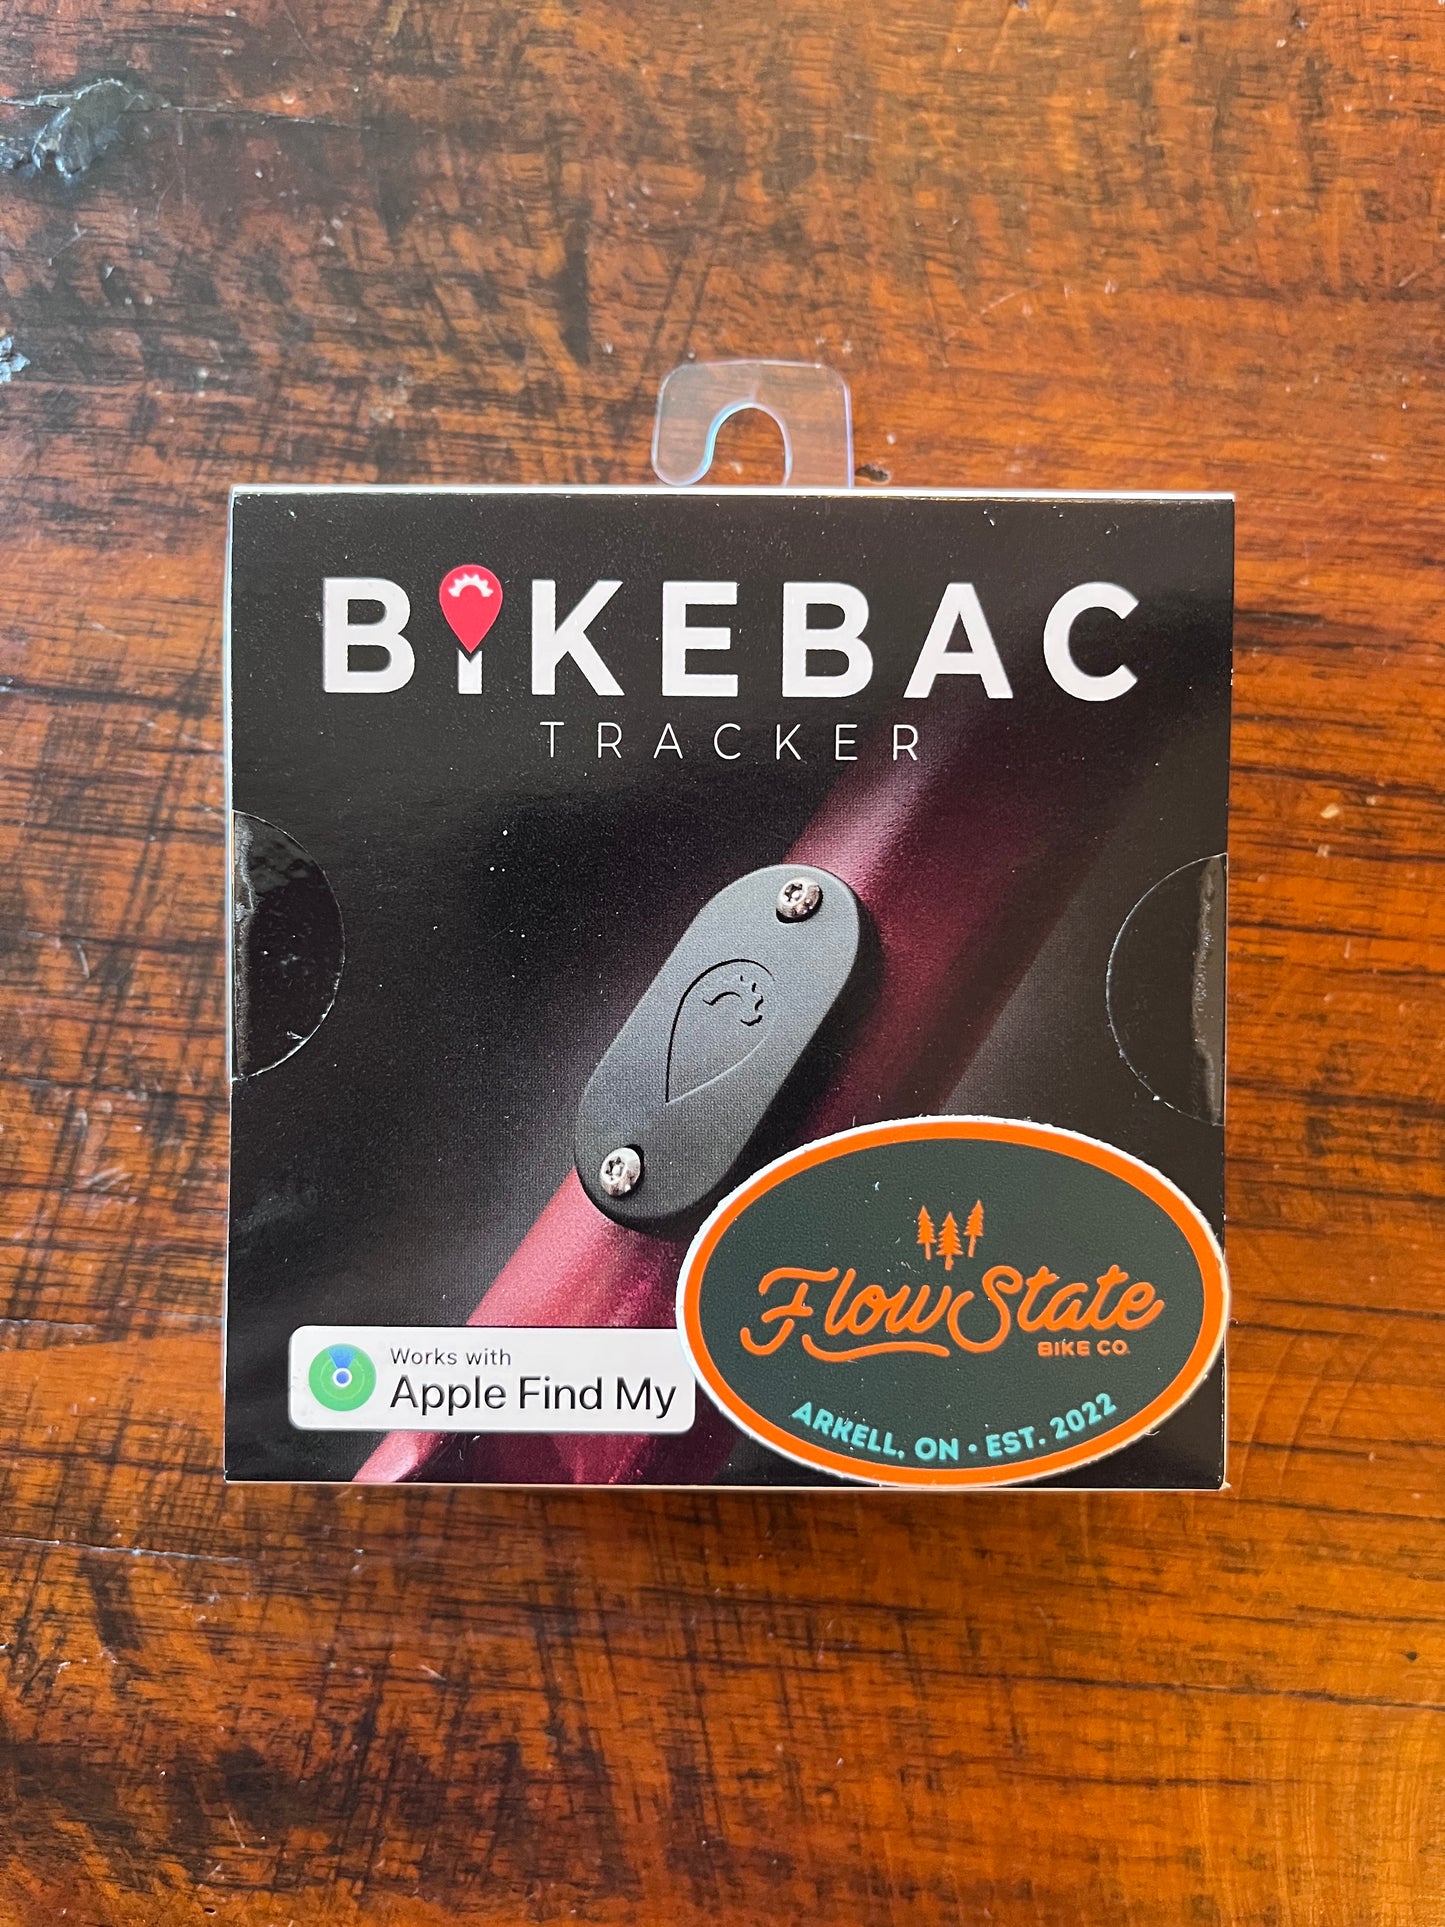 BIKEBAC
TRACKER
Works with
Apple Find My
FlowState
BIKE CO.
ARKELL, ON • EST. 2022